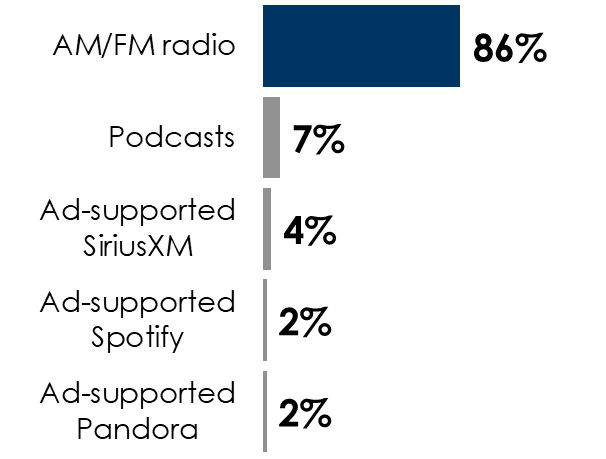 AM/FM radio 86%
Podcasts 7%
Ad-supported
SiriusXM
4%
Ad-supported
Spotify
2%
Ad-supported
Pandora
2%